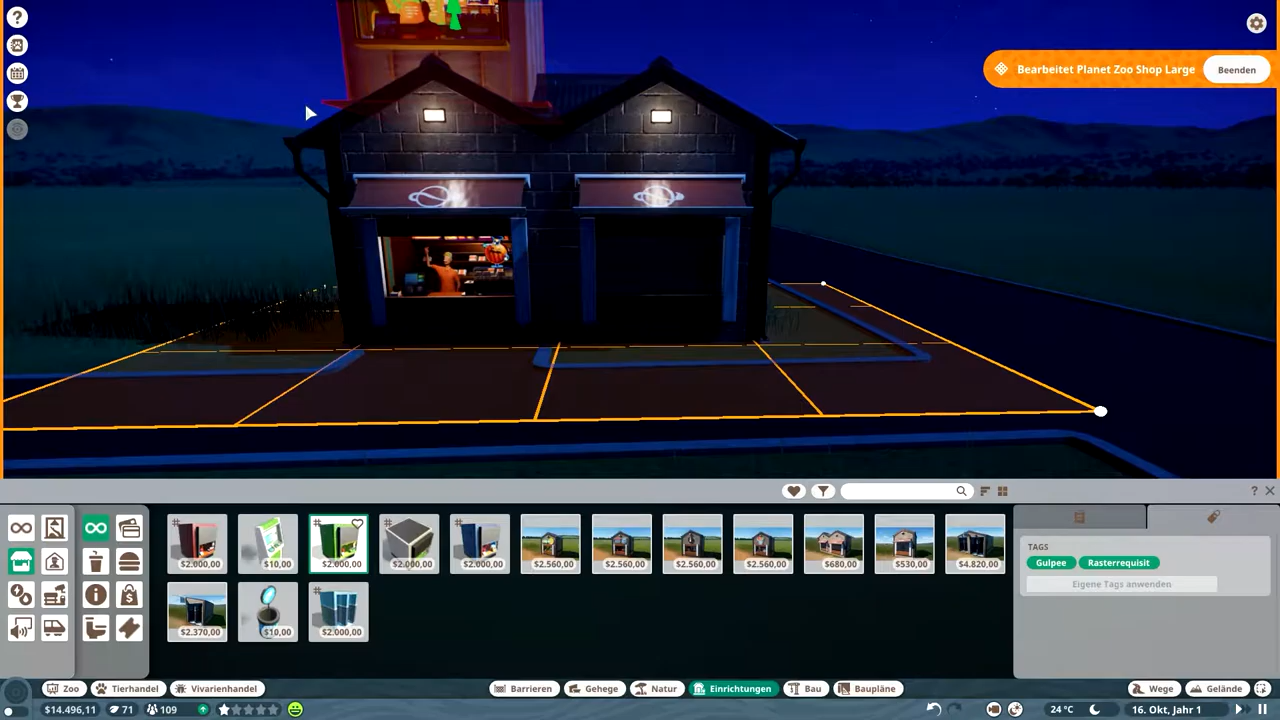 Bearbeitet Planet Zoo Shop Large
Beenden
$2.000,00
$10,00
$2.000,00
$2.000,00
$2.000,00
$2.560,00
$2.560,00
$2.560,00
$2.560,00
$680,00
$530,00
$4.820,00
$2.370,00
$10,00
$2.000,00
TAGS
Gulpee
Rasterrequisit
Eigene Tags anwenden
Zoo
Tierhandel
Vivarienhandel
Barrieren
Gehege
Natur
Einrichtungen
Bau
Baupläne
Wege
Gelände
$14.496,11
71
109
24 °C
16. Okt, Jahr 1